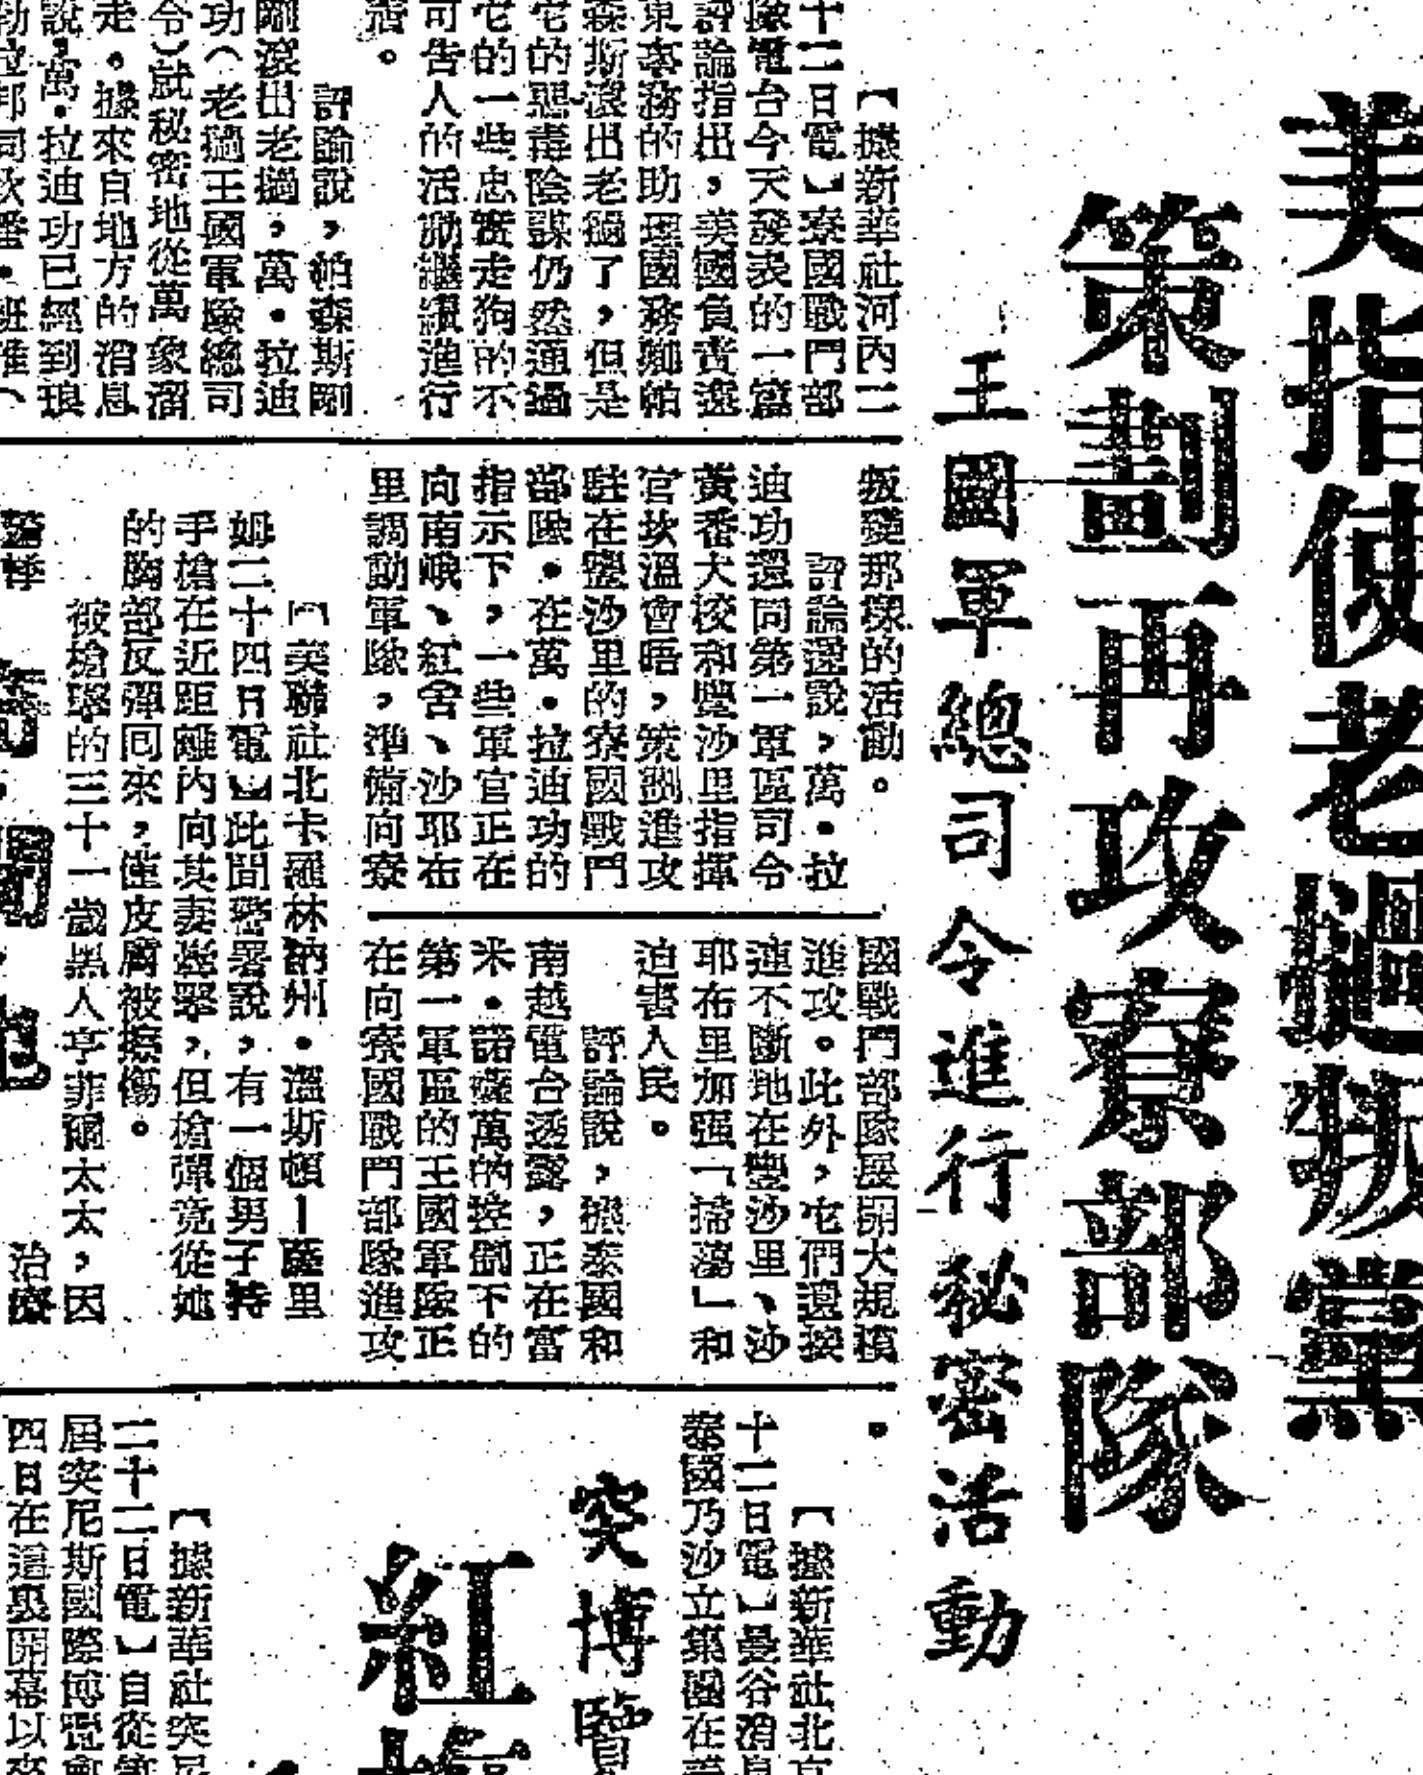 美指使老撾叛黨
策劃再攻寮部隊
王國軍總司令進行秘密活動
【據新華社河內二
十二日電】寮國戰鬥部
隊電台今天發表的一篇
評論指出，美國負責遠
東事務的助理國務卿帕
森斯滾出老撾了，但是
它的惡毒陰謀仍然通過
它的一些忠實走狗的不
可告人的活動繼續進行
着。
評論說，帕森斯剛
剛滾出老撾，萬·拉迪
功（老撾王國軍隊總司
令）就秘密地從萬象溜
走。據來自地方的消息
說，萬·拉迪功已經到琅
勃拉邦同
叛變那樣的活動。
評論還說，萬·拉
迪功還同第一軍區司令
黃番大校和豐沙里指揮
官坎溫會晤，策劃進攻
駐在豐沙里的寮國戰鬥
部隊。在萬·拉迪功的
指示下，一些軍官正在
向南峨、紅舍、沙耶布
里調動軍隊，準備向寮
國戰鬥部隊展開大規模
進攻。此外，它們還接
連不斷地在豐沙里、沙
耶布里加强「掃蕩」和
迫害人民。
評論說，據泰國和
南越電台透露，正在富
米·諾薩萬的控制下的
第一軍區的王國軍隊正
在向寮國戰鬥部隊進攻
。
【美聯社北卡羅林納州·溫斯頓—薩里
姆二十四日電】此間警署說，有一個男子持
手槍在近距離內向其妻
射擊，但槍彈竟從她
的胸部反彈囘來，僅皮膚被擦傷。
被槍擊的三十一歲黑人亨菲爾太太，因
治療
【據新華社北京
十二日電】曼谷消息
泰國乃沙立集團在美
突博覽
紅
【據新華社突尼
二十二日電】自從第
屆突尼斯國際博覽會
四日在這裏開幕以來